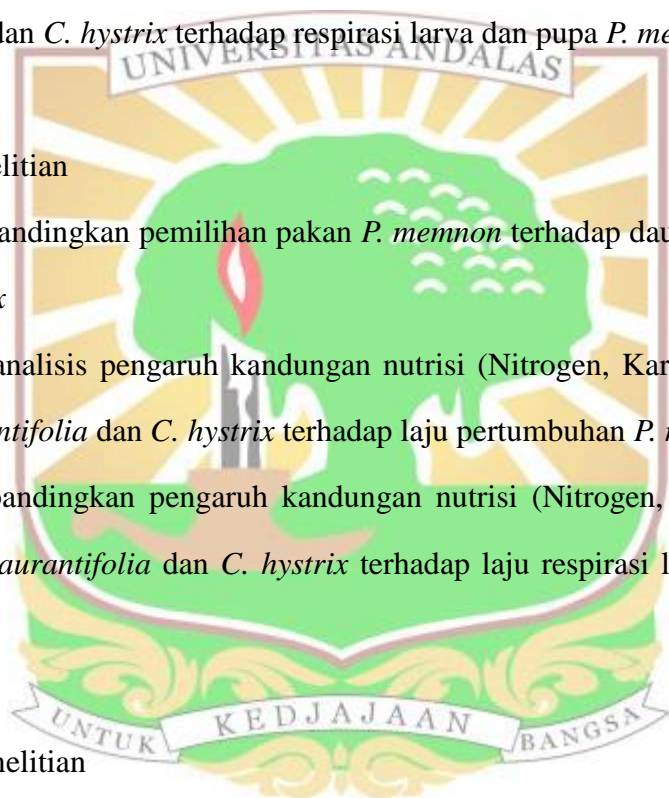 dan C. hystrix terhadap respirasi larva dan pupa P. me
UNIVERSITAS ANDALAS
elitian
andingkan pemilihan pakan P. memnon terhadap dau
x
analisis pengaruh kandungan nutrisi (Nitrogen, Kar
ntifolia dan C. hystrix terhadap laju pertumbuhan P. 
bandingkan pengaruh kandungan nutrisi (Nitrogen,
aurantifolia dan C. hystrix terhadap laju respirasi l
UNTUK KEDJAJAAN BANGSA
nelitian